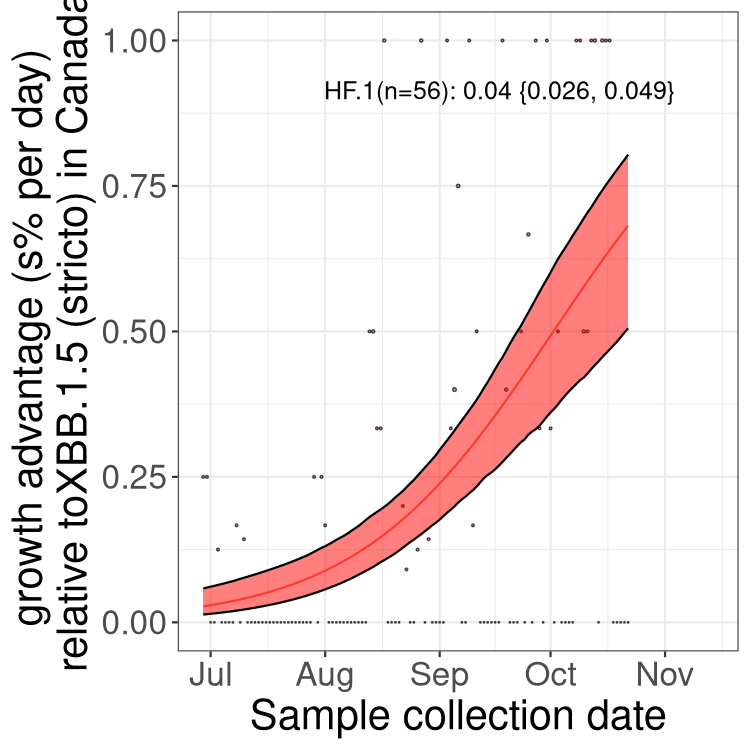 growth advantage (s% per day)
relative toXBB.1.5 (stricto) in Canada
1.00
0.75
0.50
0.25
0.00
HF.1(n=56): 0.04 {0.026, 0.049}
Jul Aug Sep Oct Nov
Sample collection date